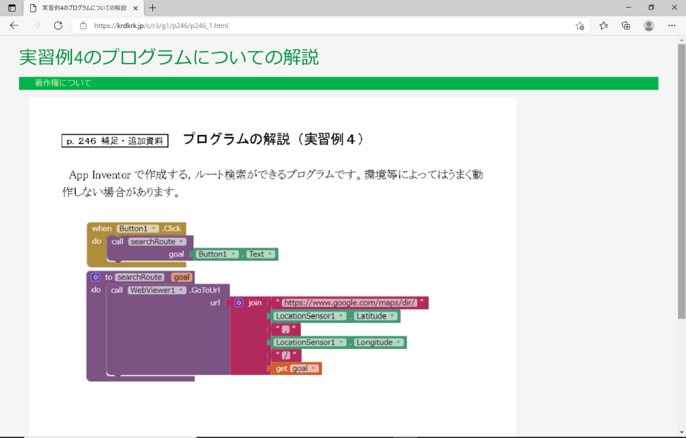 実習例4のプログラムについての解説
https://krdkrk.jp/c/r3/g1/p246/p246_1.html
実習例4のプログラムについての解説
著作権について
p. 246 補足・追加資料 プログラムの解説（実習例４）
App Inventor で作成する，ルート検索ができるプログラムです。環境等によってはうまく動
作しない場合があります。
when Button1 .Click
do call searchRoute
goal Button1 . Text
to searchRoute goal
do call WebViewer1 .GoToUrl
url join " https://www.google.com/maps/dir/ "
LocationSensor1 . Latitude
" , "
LocationSensor1 . Longitude
" / "
get goal